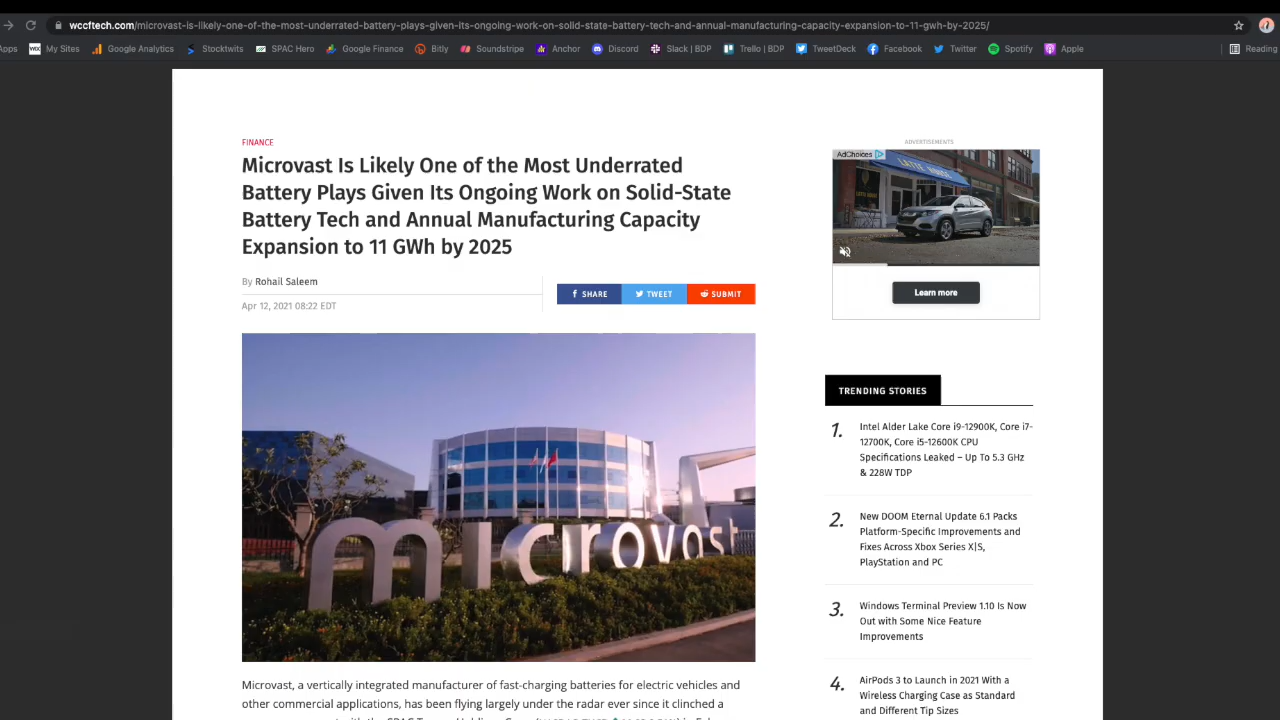 wccftech.com/microvast-is-likely-one-of-the-most-underrated-battery-plays-given-its-ongoing-work-on-solid-state-battery-tech-and-annual-manufacturing-capacity-expansion-to-11-gwh-by-2025/
Apps My Sites Google Analytics Stocktwits SPAC Hero Google Finance Bitly Soundstripe Anchor Discord Slack | BDP Trello | BDP TweetDeck Facebook Twitter Spotify Apple Reading
FINANCE
Microvast Is Likely One of the Most Underrated
Battery Plays Given Its Ongoing Work on Solid-State
Battery Tech and Annual Manufacturing Capacity
Expansion to 11 GWh by 2025
By Rohail Saleem
Apr 12, 2021 08:22 EDT
SHARE TWEET SUBMIT
microvast
Microvast, a vertically integrated manufacturer of fast-charging batteries for electric vehicles and
other commercial applications, has been flying largely under the radar ever since it clinched a
ADVERTISEMENTS
AdChoices
LATTE HOUSE
Learn more
TRENDING STORIES
1. Intel Alder Lake Core i9-12900K, Core i7-
12700K, Core i5-12600K CPU
Specifications Leaked – Up To 5.3 GHz
& 228W TDP
2. New DOOM Eternal Update 6.1 Packs
Platform-Specific Improvements and
Fixes Across Xbox Series X|S,
PlayStation and PC
3. Windows Terminal Preview 1.10 Is Now
Out with Some Nice Feature
Improvements
4. AirPods 3 to Launch in 2021 With a
Wireless Charging Case as Standard
and Different Tip Sizes